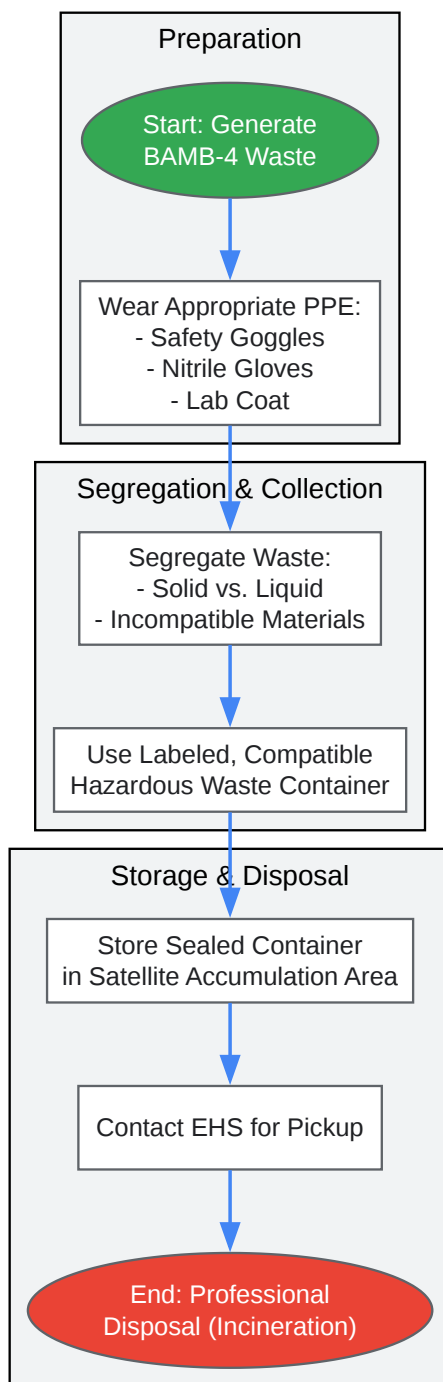 Preparation
Start: Generate
BAMB-4 Waste
Wear Appropriate PPE:
- Safety Goggles
- Nitrile Gloves
- Lab Coat
Segregation & Collection
Segregate Waste:
- Solid vs. Liquid
- Incompatible Materials
Use Labeled, Compatible
Hazardous Waste Container
Storage & Disposal
Store Sealed Container
in Satellite Accumulation Area
Contact EHS for Pickup
End: Professional
Disposal (Incineration)